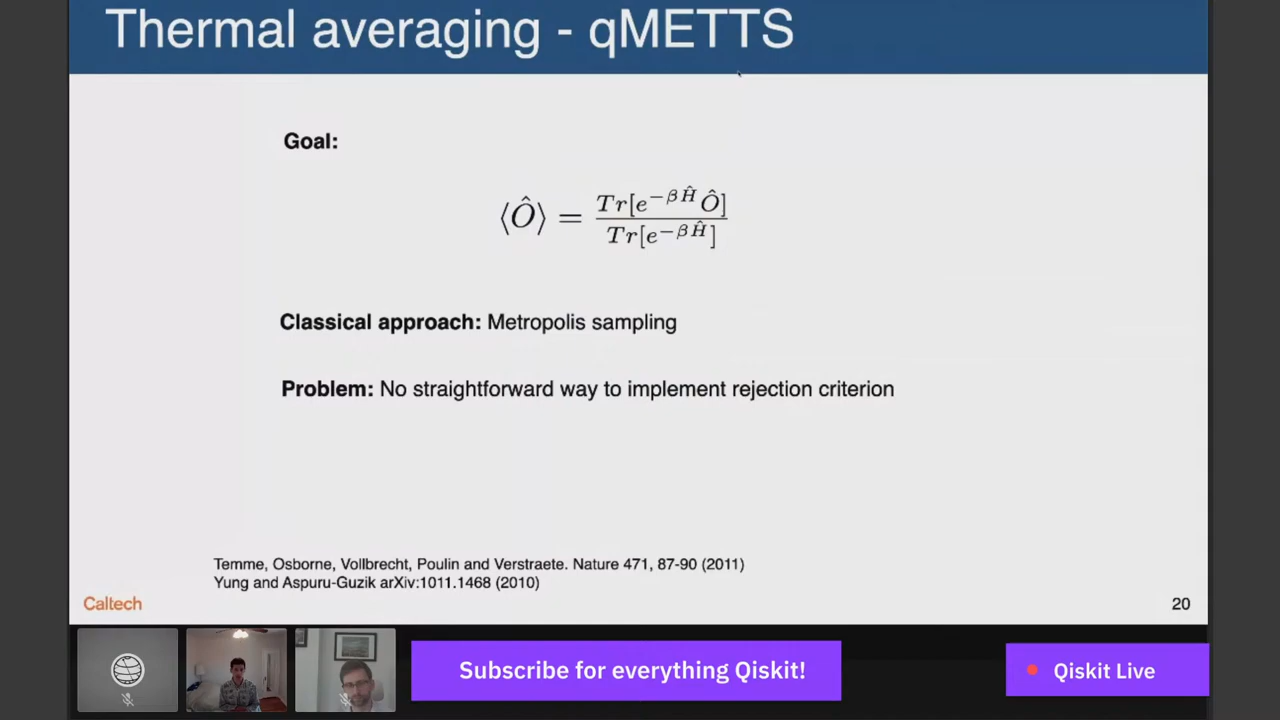 Thermal averaging - qMETTS
Goal:
⟨Ô⟩ = Tr[e^{-βĤ}Ô] / Tr[e^{-βĤ}]
Classical approach: Metropolis sampling
Problem: No straightforward way to implement rejection criterion
Temme, Osborne, Vollbrecht, Poulin and Verstraete. Nature 471, 87-90 (2011)
Yung and Aspuru-Guzik arXiv:1011.1468 (2010)
Caltech
20
Subscribe for everything Qiskit!
Qiskit Live